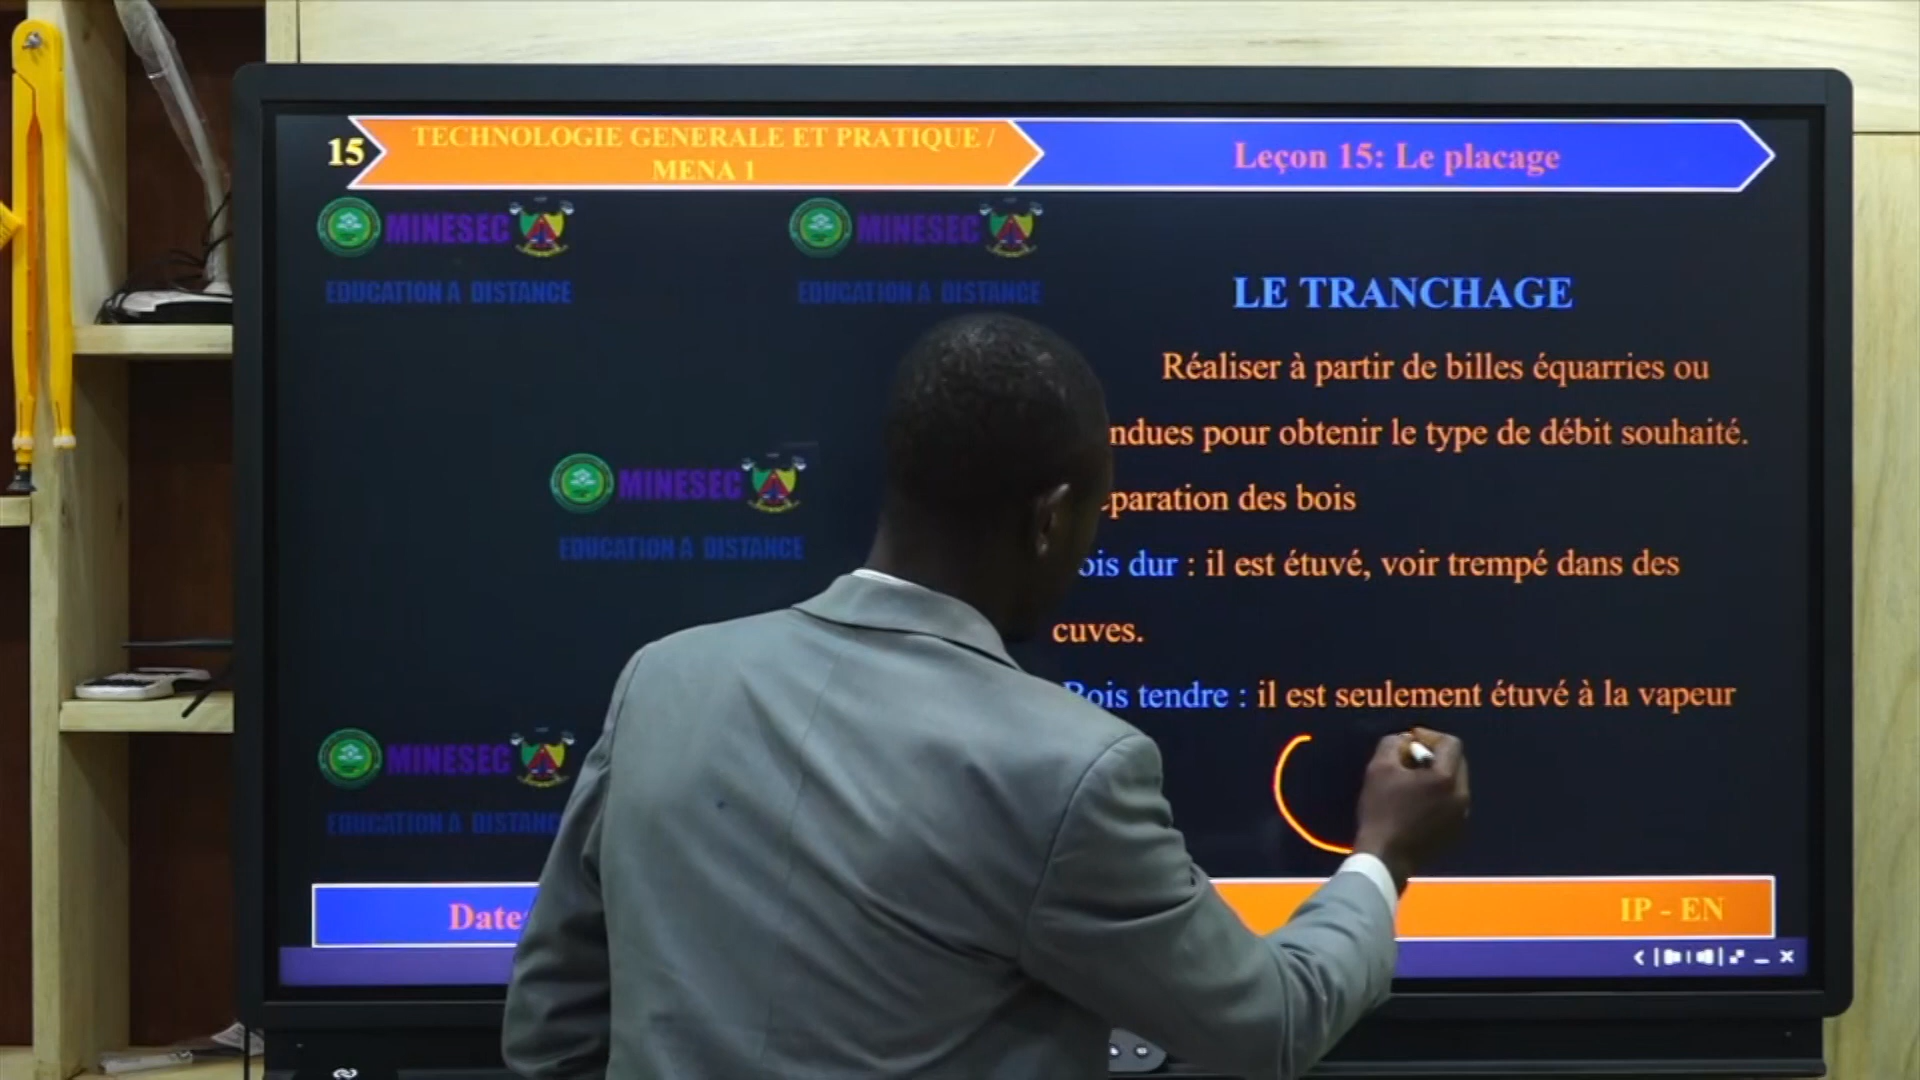 15
TECHNOLOGIE GENERALE ET PRATIQUE /
MENA 1
Leçon 15: Le placage
MINESEC
EDUCATION A DISTANCE
MINESEC
EDUCATION A DISTANCE
LE TRANCHAGE
Réaliser à partir de billes équarries ou
ndues pour obtenir le type de débit souhaité.
éparation des bois
MINESEC
EDUCATION A DISTANCE
ois dur : il est étuvé, voir trempé dans des
cuves.
Bois tendre : il est seulement étuvé à la vapeur
MINESEC
EDUCATION A DISTANC
Date:
IP - EN